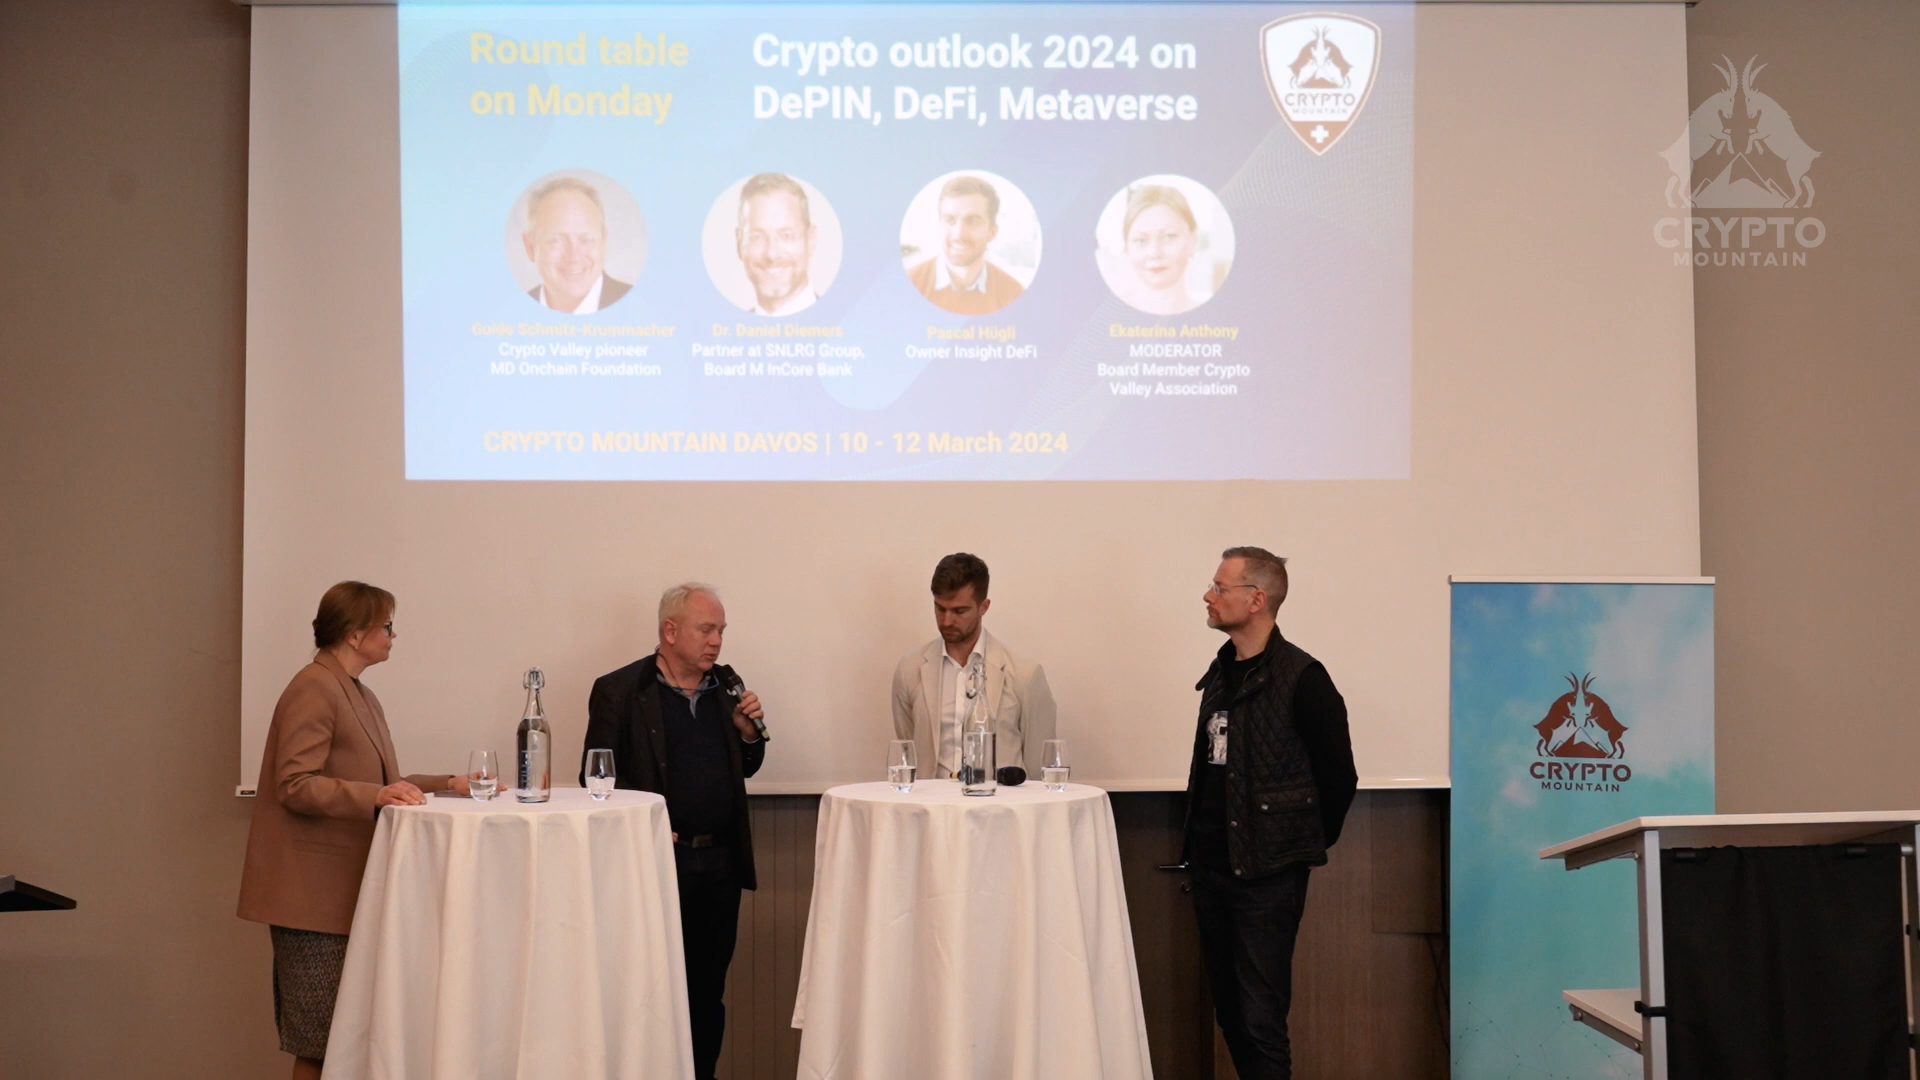 Round table
on Monday
Crypto outlook 2024 on
DePIN, DeFi, Metaverse
CRYPTO
MOUNTAIN
CRYPTO
MOUNTAIN
Guido Schmitz-Krummacher
Crypto Valley pioneer
MD Onchain Foundation
Dr. Daniel Diemers
Partner at SNLRG Group,
Board M InCore Bank
Pascal Hügli
Owner Insight DeFi
Ekaterina Anthony
MODERATOR
Board Member Crypto
Valley Association
CRYPTO MOUNTAIN DAVOS | 10 - 12 March 2024
CRYPTO
MOUNTAIN